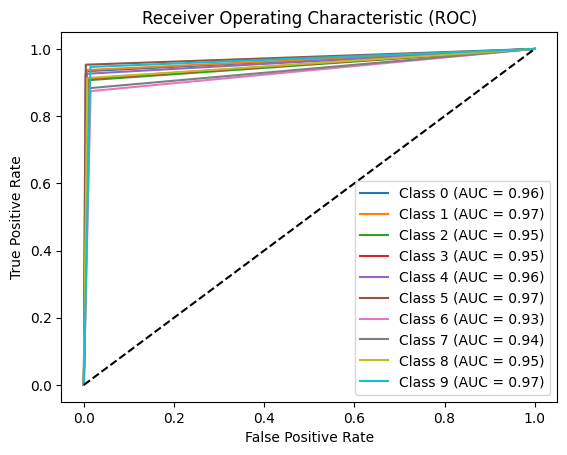 Receiver Operating Characteristic (ROC)
True Positive Rate
1.0
0.8
0.6
0.4
0.2
0.0
Class 0 (AUC = 0.96)
Class 1 (AUC = 0.97)
Class 2 (AUC = 0.95)
Class 3 (AUC = 0.95)
Class 4 (AUC = 0.96)
Class 5 (AUC = 0.97)
Class 6 (AUC = 0.93)
Class 7 (AUC = 0.94)
Class 8 (AUC = 0.95)
Class 9 (AUC = 0.97)
0.0 0.2 0.4 0.6 0.8 1.0
False Positive Rate